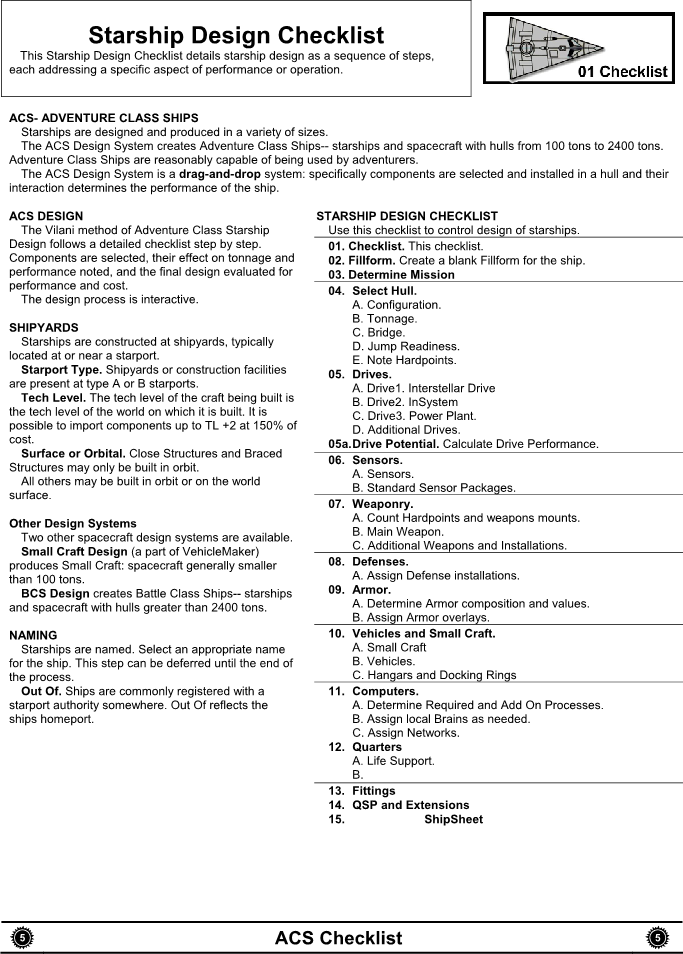 Starship Design Checklist
This Starship Design Checklist details starship design as a sequence of steps,
each addressing a specific aspect of performance or operation.
01 Checklist
ACS- ADVENTURE CLASS SHIPS
Starships are designed and produced in a variety of sizes.
The ACS Design System creates Adventure Class Ships-- starships and spacecraft with hulls from 100 tons to 2400 tons.
Adventure Class Ships are reasonably capable of being used by adventurers.
The ACS Design System is a drag-and-drop system: specifically components are selected and installed in a hull and their
interaction determines the performance of the ship.
ACS DESIGN
The Vilani method of Adventure Class Starship
Design follows a detailed checklist step by step.
Components are selected, their effect on tonnage and
performance noted, and the final design evaluated for
performance and cost.
The design process is interactive.
SHIPYARDS
Starships are constructed at shipyards, typically
located at or near a starport.
Starport Type. Shipyards or construction facilities
are present at type A or B starports.
Tech Level. The tech level of the craft being built is
the tech level of the world on which it is built. It is
possible to import components up to TL +2 at 150% of
cost.
Surface or Orbital. Close Structures and Braced
Structures may only be built in orbit.
All others may be built in orbit or on the world
surface.
Other Design Systems
Two other spacecraft design systems are available.
Small Craft Design (a part of VehicleMaker)
produces Small Craft: spacecraft generally smaller
than 100 tons.
BCS Design creates Battle Class Ships-- starships
and spacecraft with hulls greater than 2400 tons.
NAMING
Starships are named. Select an appropriate name
for the ship. This step can be deferred until the end of
the process.
Out Of. Ships are commonly registered with a
starport authority somewhere. Out Of reflects the
ships homeport.
STARSHIP DESIGN CHECKLIST
Use this checklist to control design of starships.
01. Checklist. This checklist.
02. Fillform. Create a blank Fillform for the ship.
03. Determine Mission
04. Select Hull.
A. Configuration.
B. Tonnage.
C. Bridge.
D. Jump Readiness.
E. Note Hardpoints.
05. Drives.
A. Drive1. Interstellar Drive
B. Drive2. InSystem
C. Drive3. Power Plant.
D. Additional Drives.
05a.Drive Potential. Calculate Drive Performance.
06. Sensors.
A. Sensors.
B. Standard Sensor Packages.
07. Weaponry.
A. Count Hardpoints and weapons mounts.
B. Main Weapon.
C. Additional Weapons and Installations.
08. Defenses.
A. Assign Defense installations.
09. Armor.
A. Determine Armor composition and values.
B. Assign Armor overlays.
10. Vehicles and Small Craft.
A. Small Craft
B. Vehicles.
C. Hangars and Docking Rings
11. Computers.
A. Determine Required and Add On Processes.
B. Assign local Brains as needed.
C. Assign Networks.
12. Quarters
A. Life Support.
B.
13. Fittings
14. QSP and Extensions
15. ShipSheet
5 ACS Checklist 5